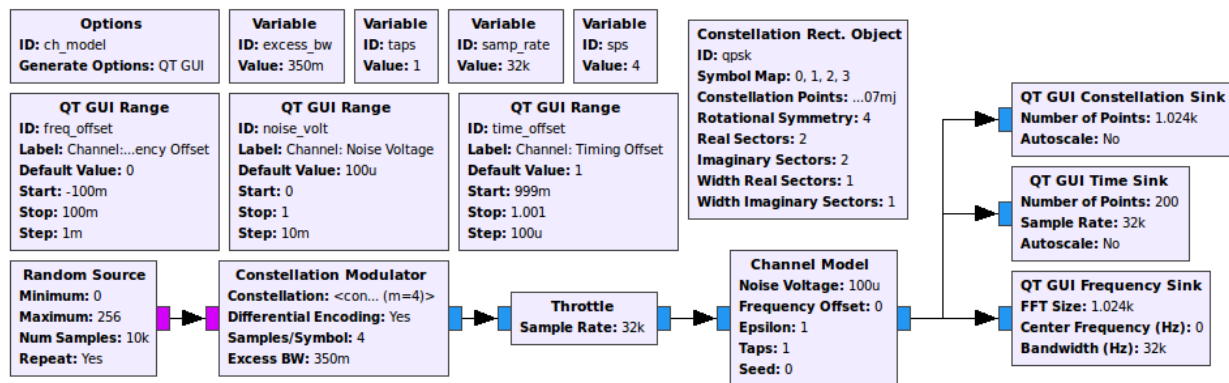 Options
ID: ch_model
Generate Options: QT GUI
Variable
ID: excess_bw
Value: 350m
Variable
ID: taps
Value: 1
Variable
ID: samp_rate
Value: 32k
Variable
ID: sps
Value: 4
Constellation Rect. Object
ID: qpsk
Symbol Map: 0, 1, 2, 3
Constellation Points: ...07mj
Rotational Symmetry: 4
Real Sectors: 2
Imaginary Sectors: 2
Width Real Sectors: 1
Width Imaginary Sectors: 1
QT GUI Range
ID: freq_offset
Label: Channel:...ency Offset
Default Value: 0
Start: -100m
Stop: 100m
Step: 1m
QT GUI Range
ID: noise_volt
Label: Channel: Noise Voltage
Default Value: 100u
Start: 0
Stop: 1
Step: 10m
QT GUI Range
ID: time_offset
Label: Channel: Timing Offset
Default Value: 1
Start: 999m
Stop: 1.001
Step: 100u
QT GUI Constellation Sink
Number of Points: 1.024k
Autoscale: No
QT GUI Time Sink
Number of Points: 200
Sample Rate: 32k
Autoscale: No
Random Source
Minimum: 0
Maximum: 256
Num Samples: 10k
Repeat: Yes
Constellation Modulator
Constellation: <con... (m=4)>
Differential Encoding: Yes
Samples/Symbol: 4
Excess BW: 350m
Throttle
Sample Rate: 32k
Channel Model
Noise Voltage: 100u
Frequency Offset: 0
Epsilon: 1
Taps: 1
Seed: 0
QT GUI Frequency Sink
FFT Size: 1.024k
Center Frequency (Hz): 0
Bandwidth (Hz): 32k